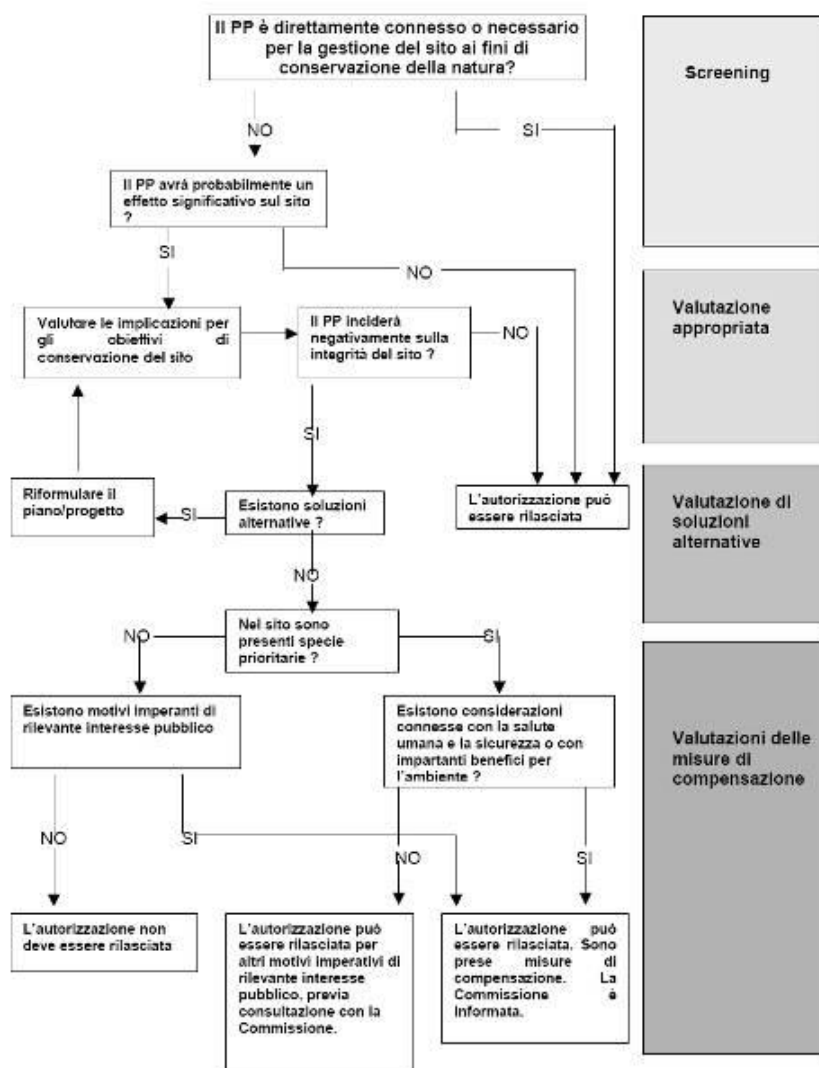 Il PP è direttamente connesso o necessario
per la gestione del sito ai fini di
conservazione della natura?
Screening
NO
SI
Il PP avrà probabilmente un
effetto significativo sul sito
?
SI
NO
Valutazione
appropriata
Valutare le implicazioni per
gli obiettivi di
conservazione del sito
Il PP inciderà
negativamente sulla
integrità del sito ?
NO
SI
Riformulare il
piano/progetto
SI
Esistono soluzioni
alternative ?
L'autorizzazione può
essere rilasciata
Valutazione di
soluzioni
alternative
NO
Nel sito sono
presenti specie
prioritarie ?
NO
SI
Esistono motivi imperanti di
rilevante interesse pubblico
Esistono considerazioni
connesse con la salute
umana e la sicurezza o con
impartanti benefici per
l'ambiente ?
Valutazioni delle
misure di
compensazione
NO
SI
NO
SI
L'autorizzazione non
deve essere rilasciata
L'autorizzazione può
essere rilasciata per
altri motivi imperativi di
rilevante interesse
pubblico, previa
consultazione con la
Commissione.
L'autorizzazione può
essere rilasciata. Sono
prese misure di
compensazione. La
Commissione è
informata.